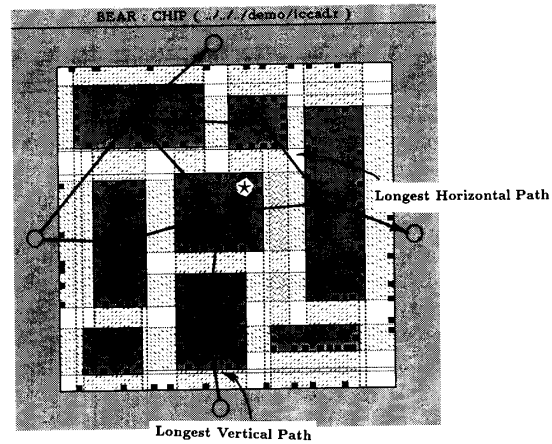 BEAR : CHIP ( ../../../demo/iccad.r )
Longest Horizontal Path
Longest Vertical Path